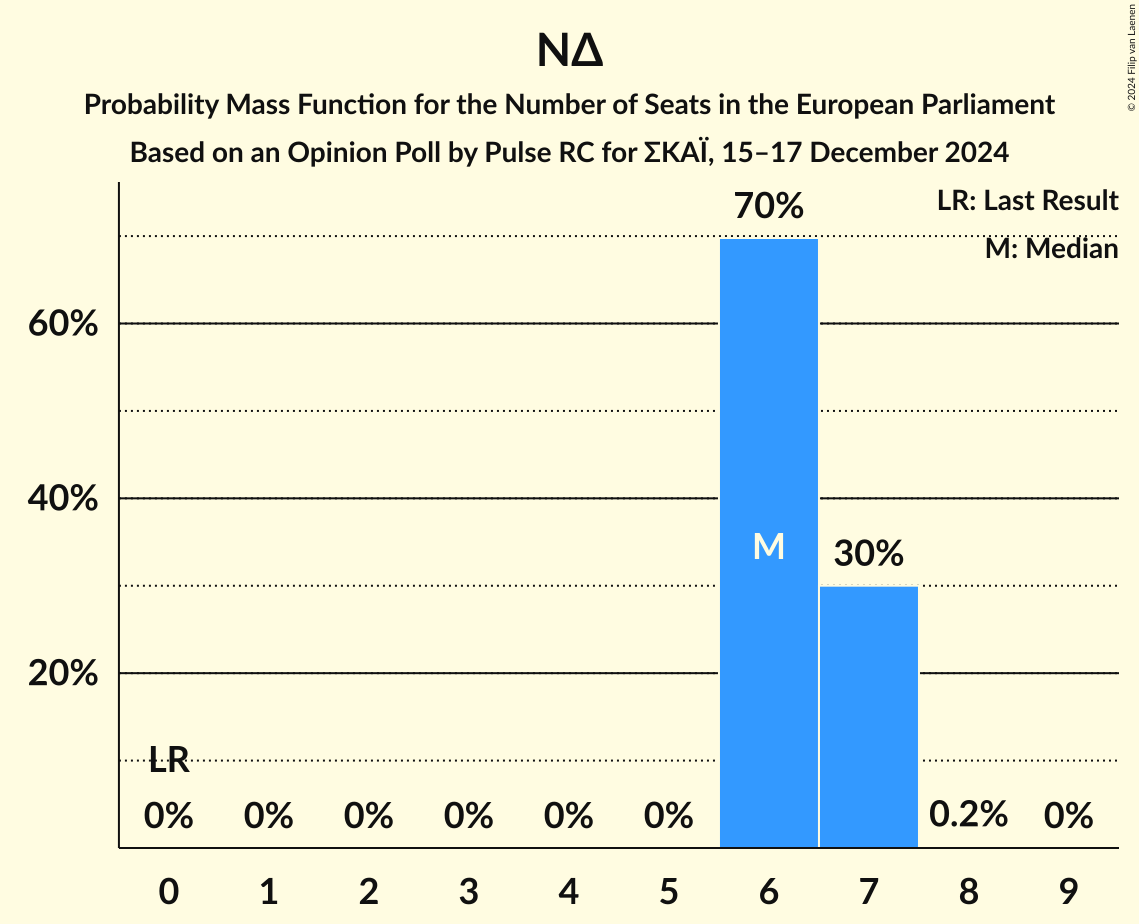 NΔ
Probability Mass Function for the Number of Seats in the European Parliament
Based on an Opinion Poll by Pulse RC for ΣΚΑΪ, 15–17 December 2024
© 2024 Filip van Laenen
LR: Last Result
M: Median
60%
40%
20%
70%
M
30%
LR
0% 0% 0% 0% 0% 0% 0.2% 0%
0 1 2 3 4 5 6 7 8 9